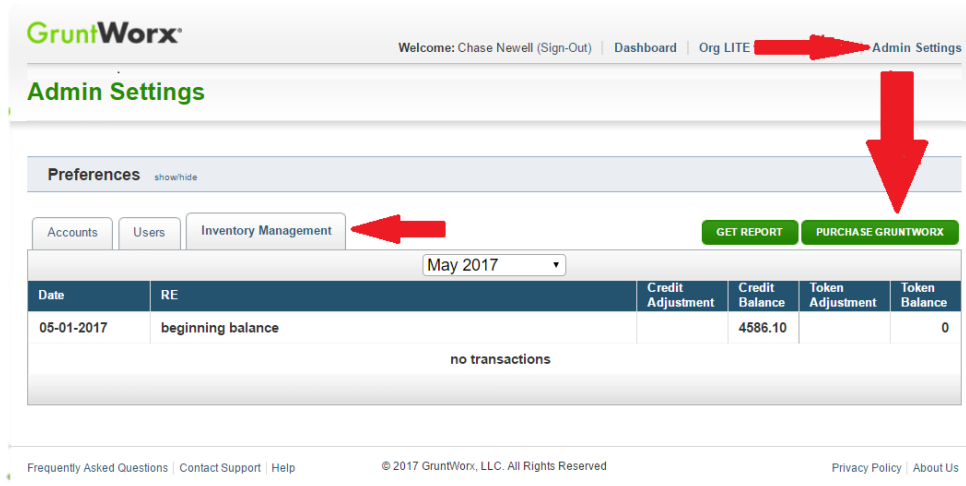 GruntWorx
Welcome: Chase Newell (Sign-Out) | Dashboard | Org LITE Admin Settings
Admin Settings
Preferences show/hide
Accounts Users Inventory Management GET REPORT PURCHASE GRUNTWORX
May 2017
Date RE Credit Adjustment Credit Balance Token Adjustment Token Balance
05-01-2017 beginning balance 4586.10 0
no transactions
Frequently Asked Questions | Contact Support | Help © 2017 GruntWorx, LLC. All Rights Reserved Privacy Policy | About Us